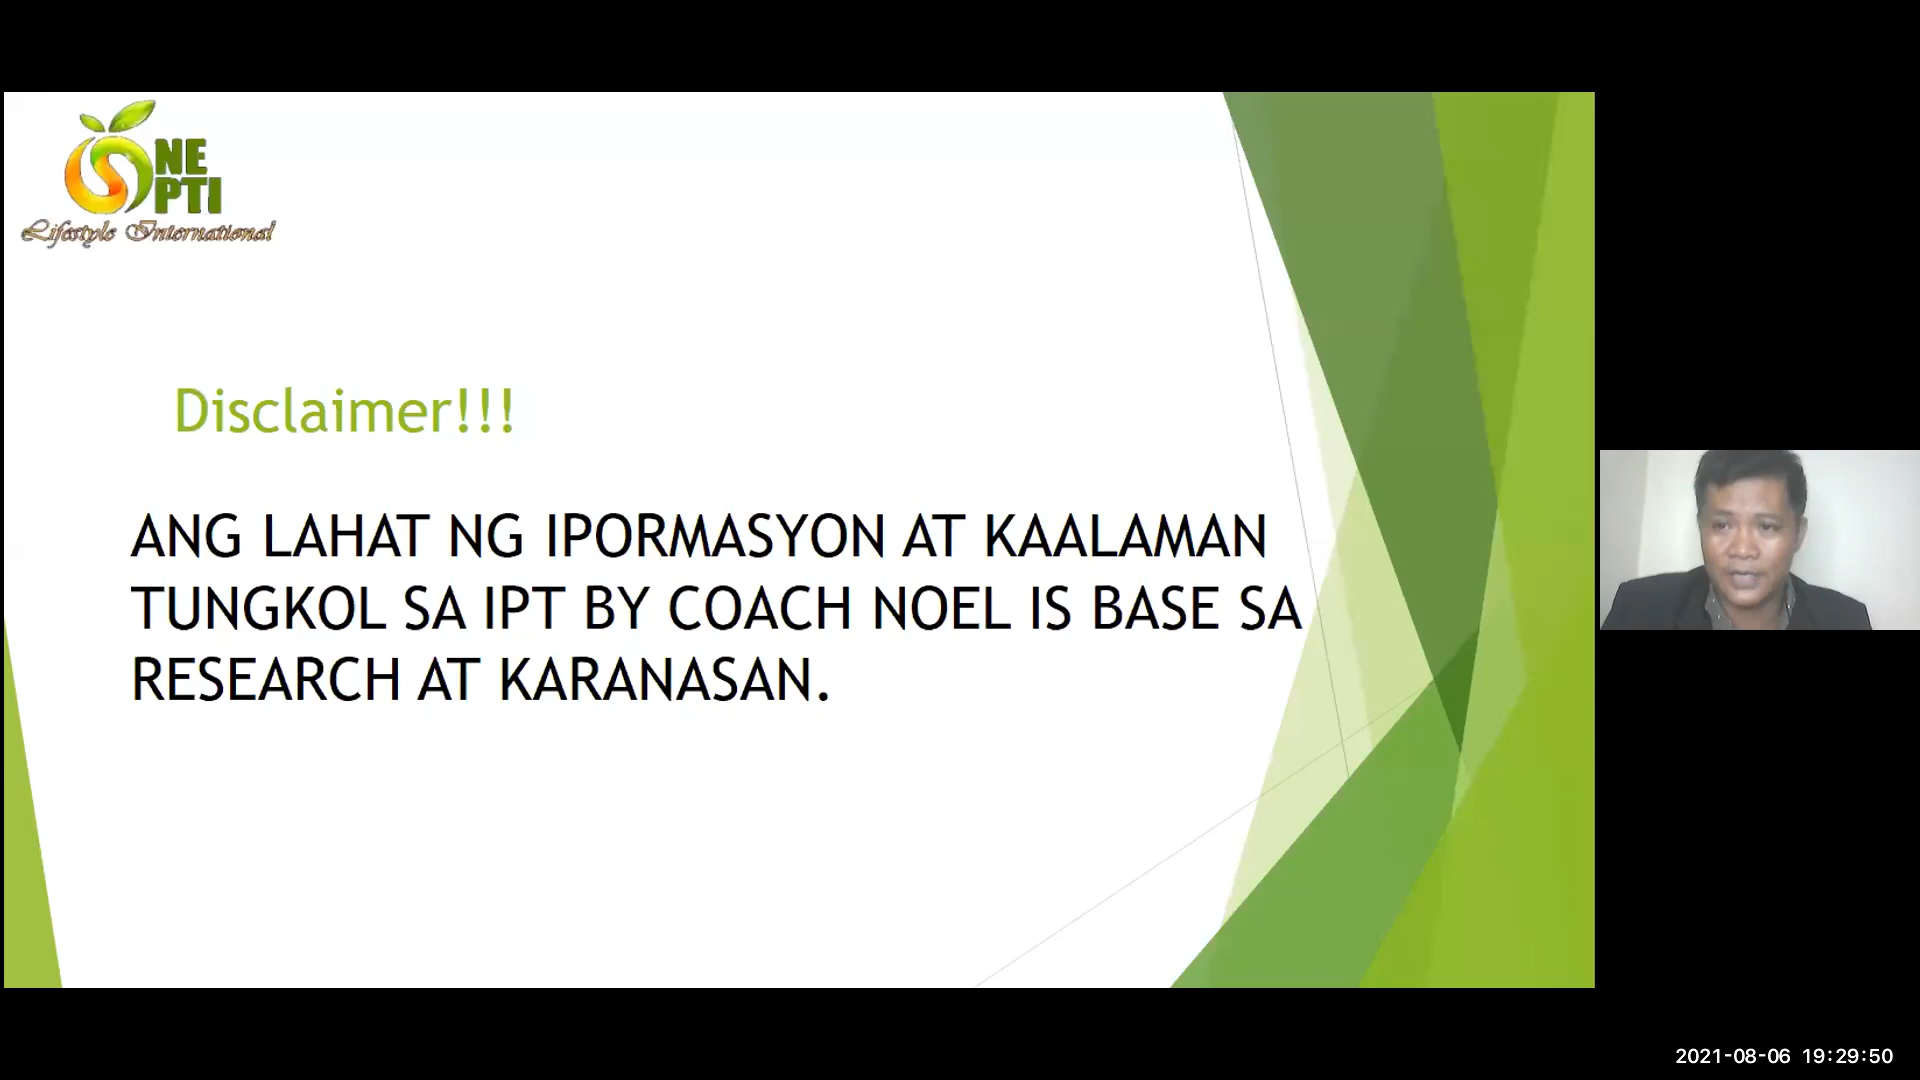 ONE
OPTI
Lifestyle International
Disclaimer!!!
ANG LAHAT NG IPORMASYON AT KAALAMAN
TUNGKOL SA IPT BY COACH NOEL IS BASE SA
RESEARCH AT KARANASAN.
2021-08-06 19:29:50